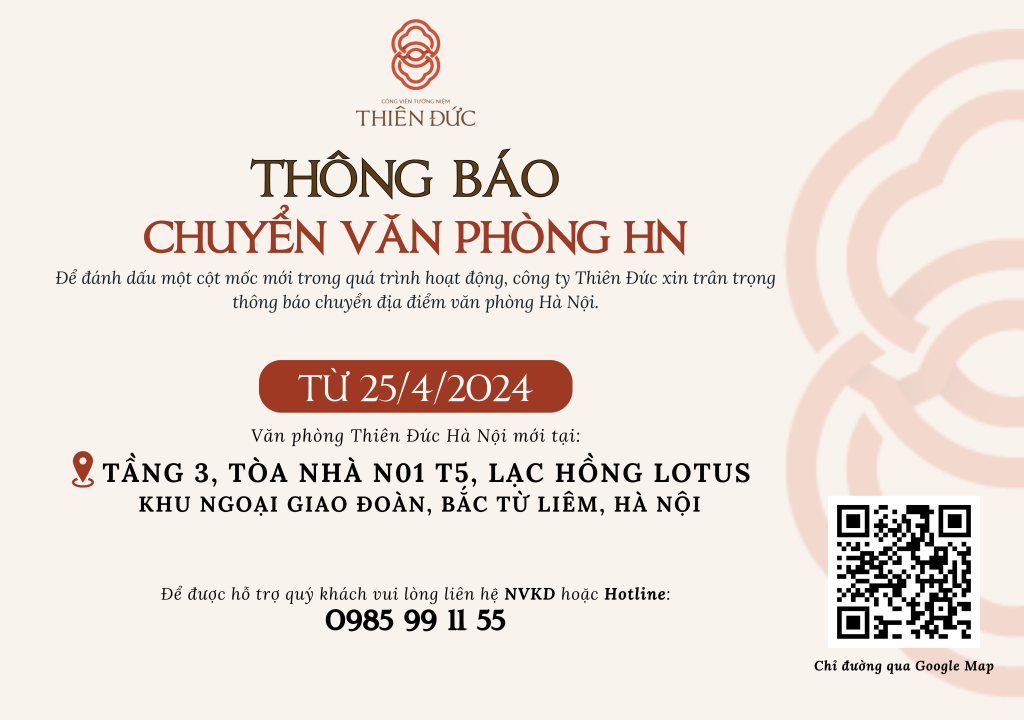 CÔNG VIÊN TƯỞNG NIỆM
THIÊN ĐỨC
THÔNG BÁO
CHUYỂN VĂN PHÒNG HN
Để đánh dấu một cột mốc mới trong quá trình hoạt động, công ty Thiên Đức xin trân trọng
thông báo chuyển địa điểm văn phòng Hà Nội.
TỪ 25/4/2024
Văn phòng Thiên Đức Hà Nội mới tại:
TẦNG 3, TÒA NHÀ N01 T5, LẠC HỒNG LOTUS
KHU NGOẠI GIAO ĐOÀN, BẮC TỪ LIÊM, HÀ NỘI
Để được hỗ trợ quý khách vui lòng liên hệ NVKD hoặc Hotline:
0985 99 11 55
Chỉ đường qua Google Map